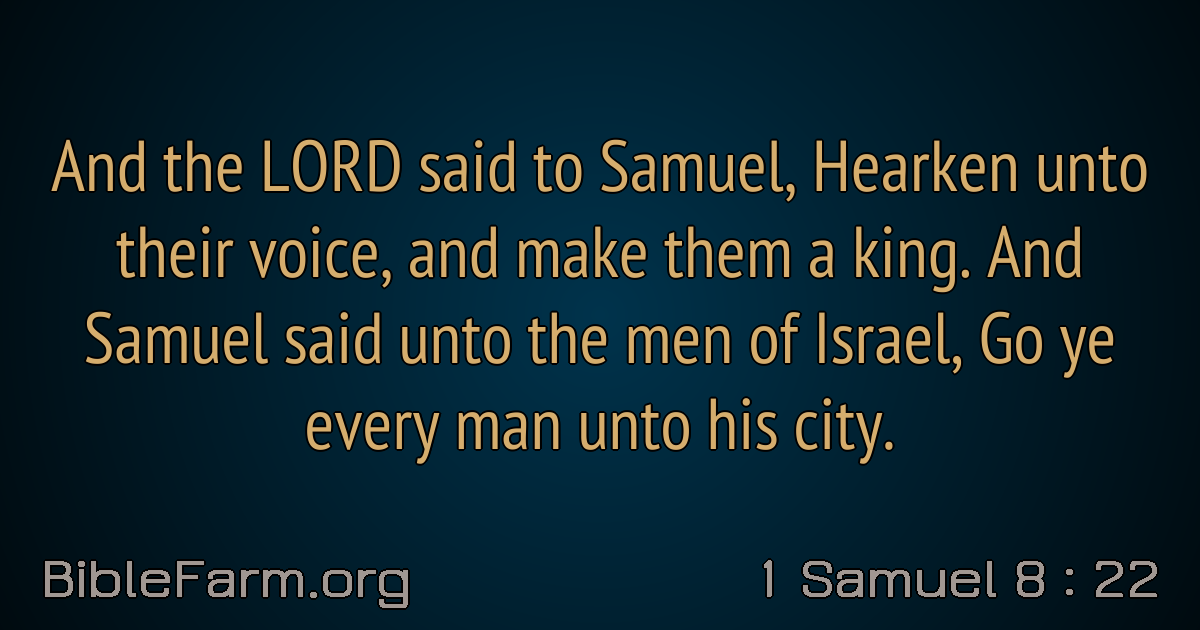 And the LORD said to Samuel, Hearken unto
their voice, and make them a king. And
Samuel said unto the men of Israel, Go ye
every man unto his city.
BibleFarm.org
1 Samuel 8 : 22